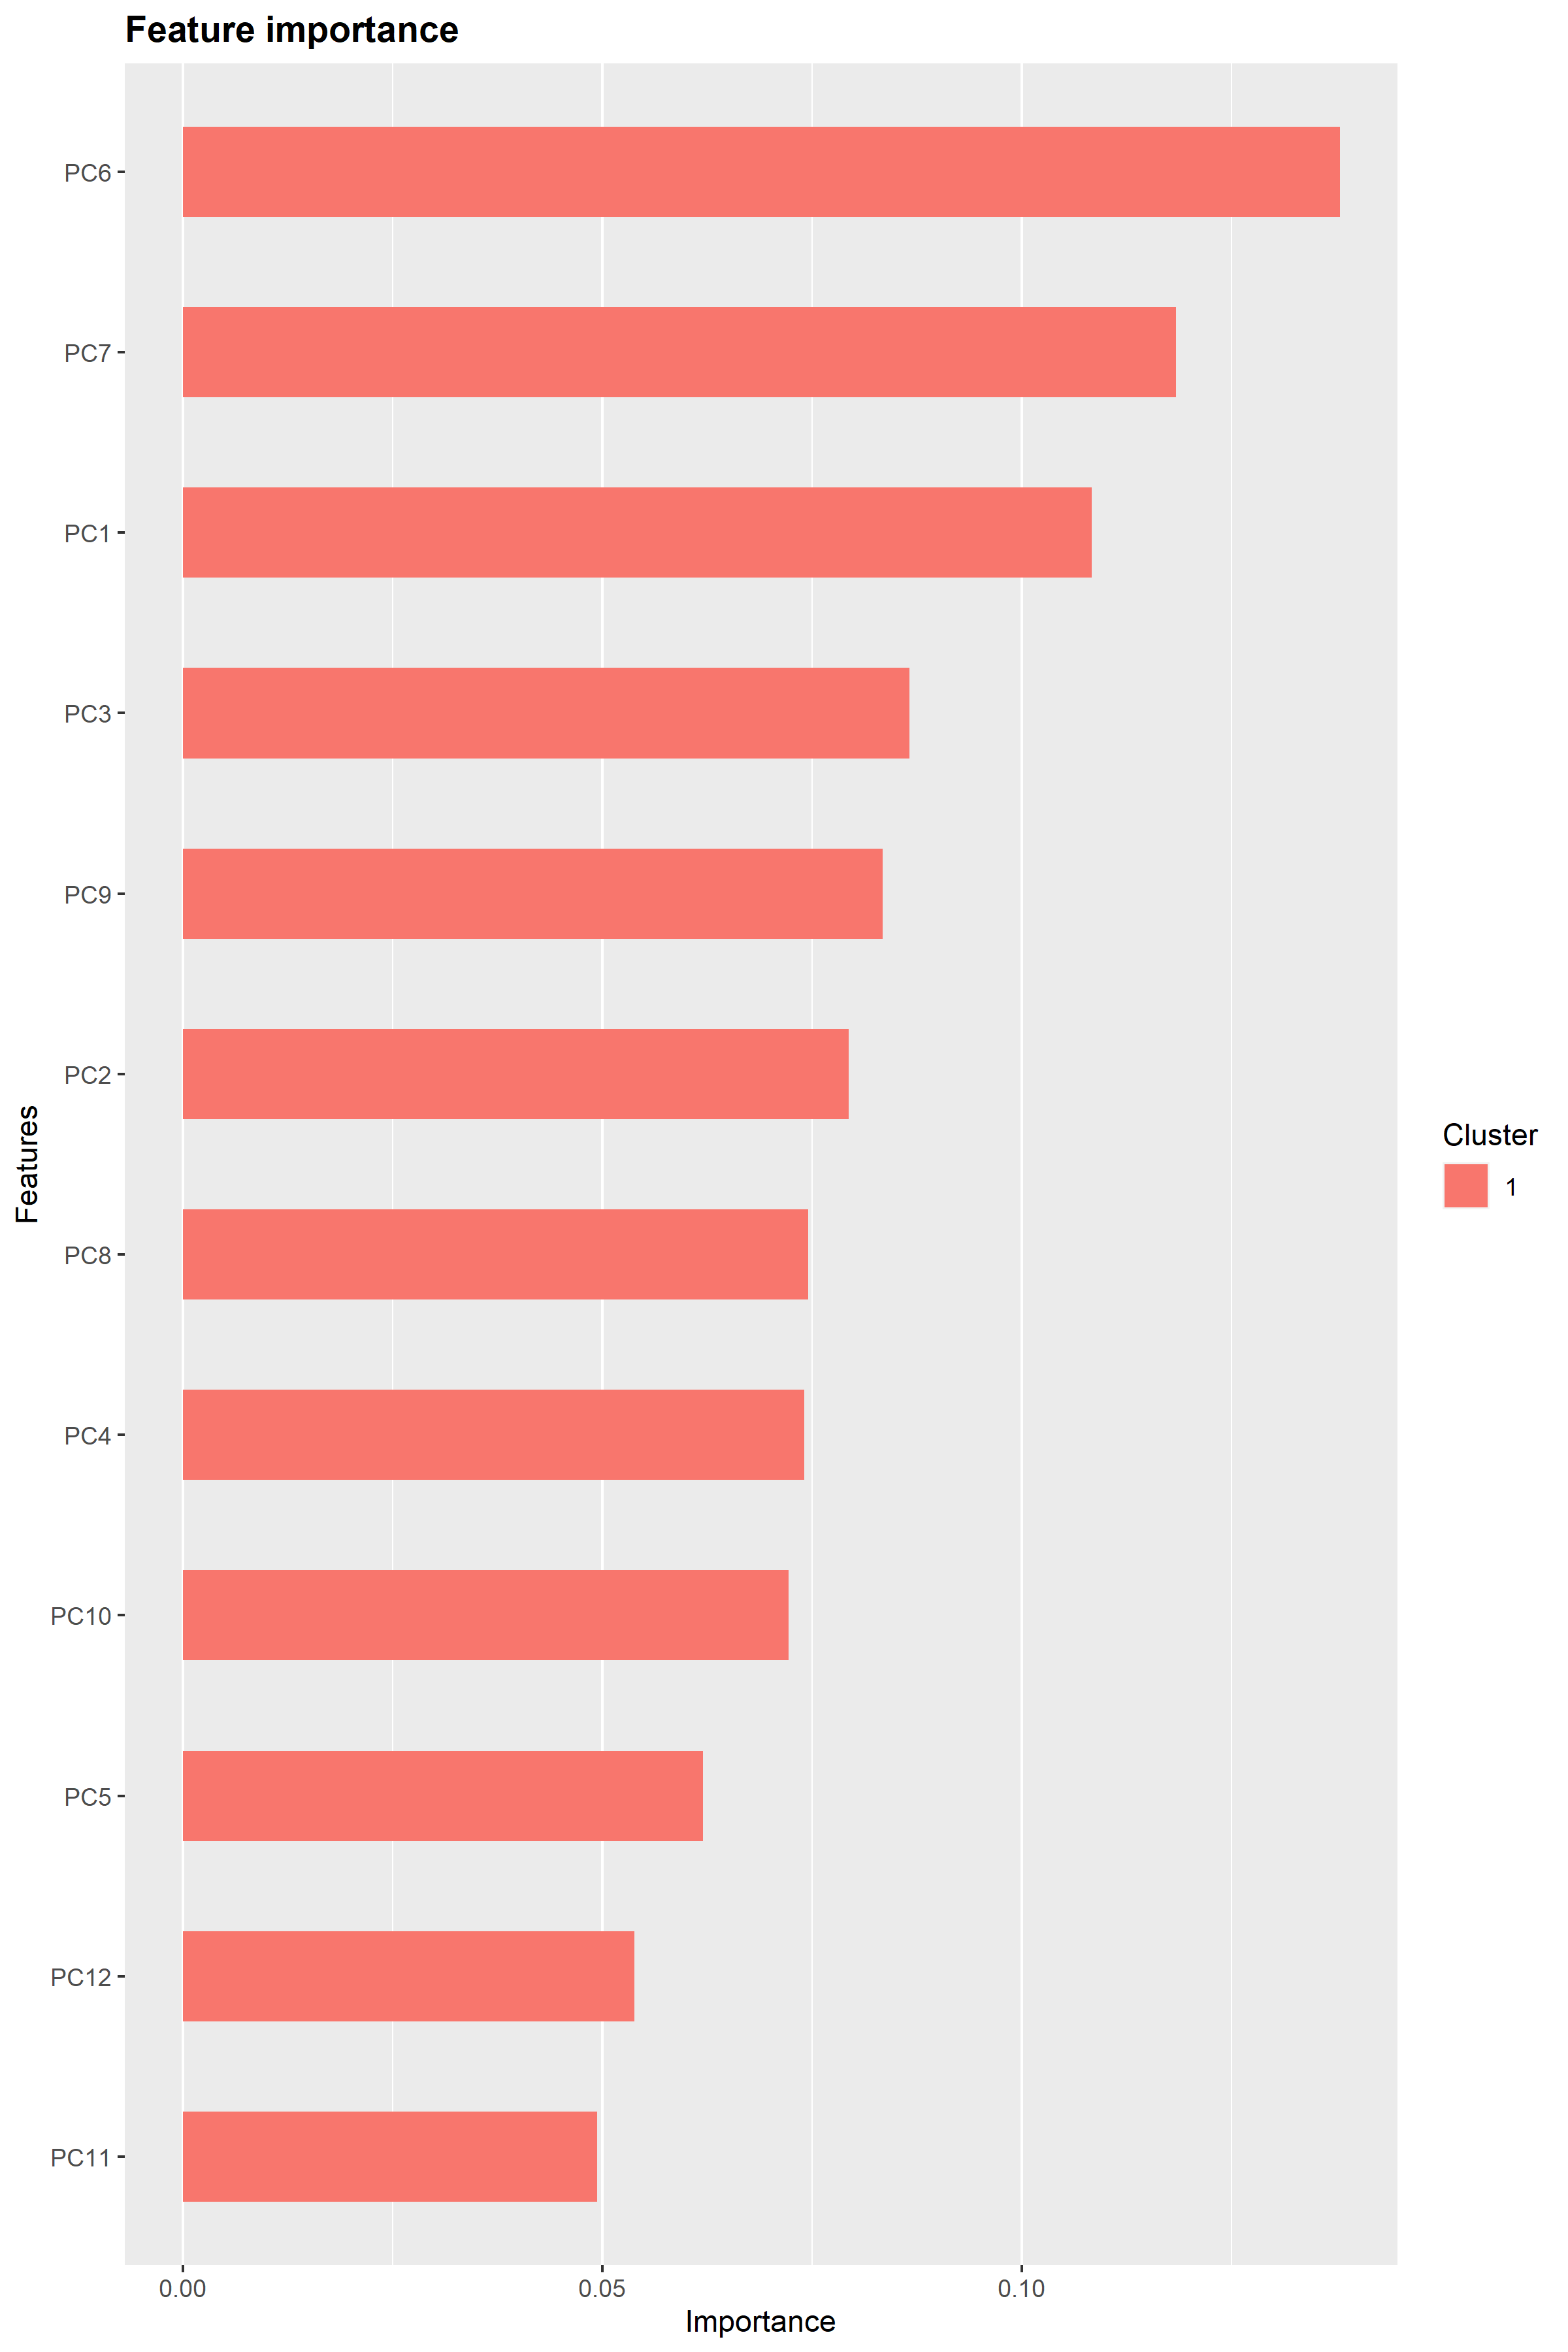 Feature importance
PC6
PC7
PC1
PC3
PC9
PC2
PC8
PC4
PC10
PC5
PC12
PC11
Features
0.00 0.05 0.10
Importance
Cluster
1